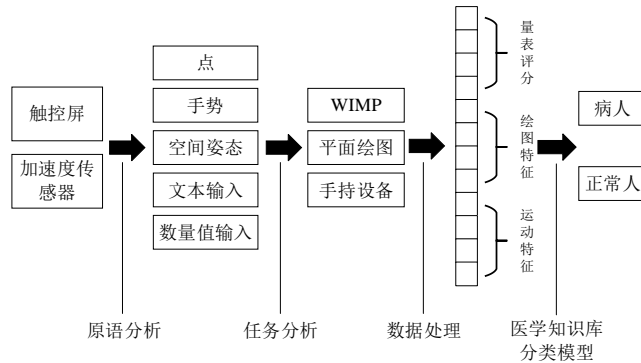 触控屏
加速度传
感器
点
手势
空间姿态
文本输入
数量值输入
WIMP
平面绘图
手持设备
量表评分
绘图特征
运动特征
病人
正常人
原语分析
任务分析
数据处理
医学知识库
分类模型